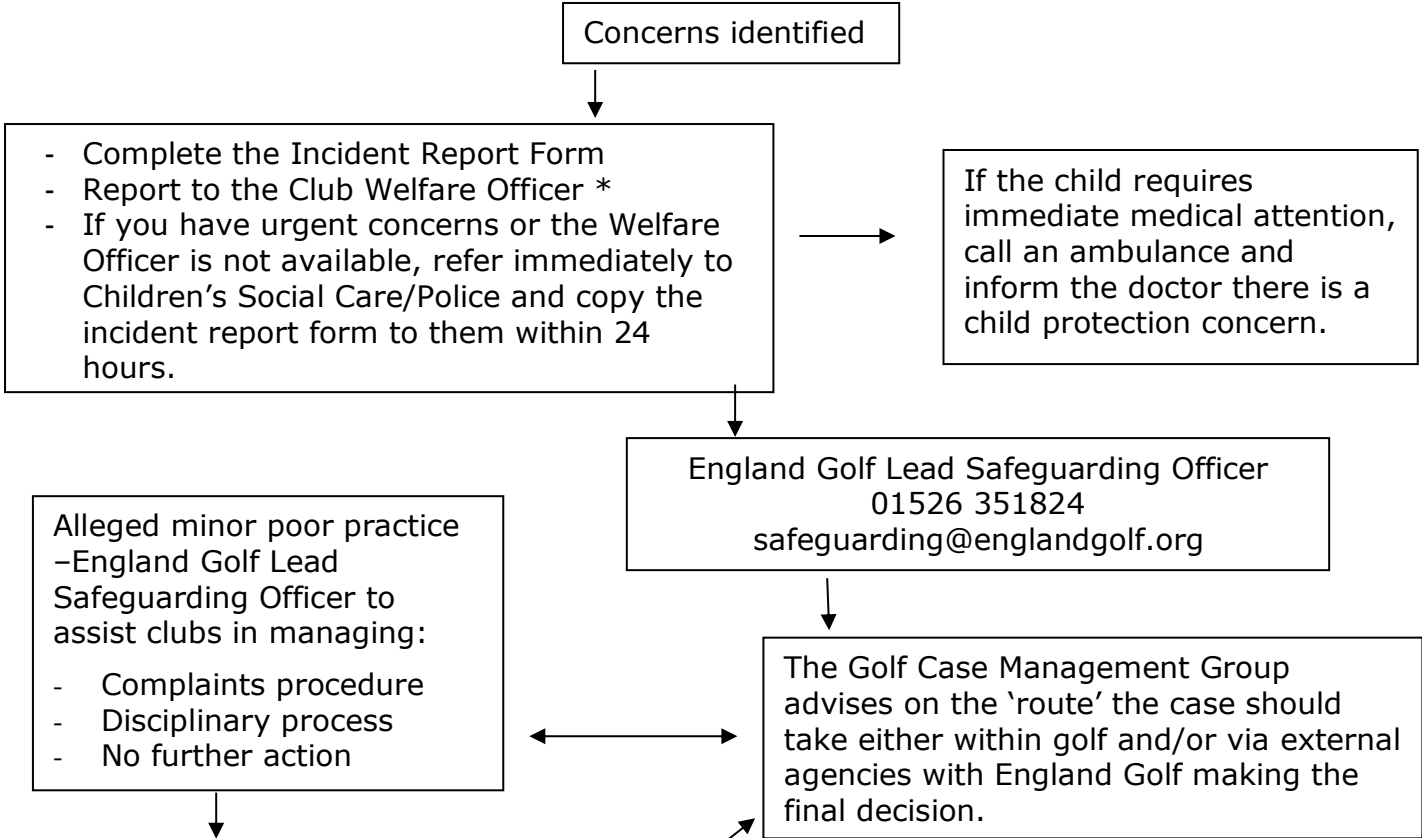 Concerns identified
- Complete the Incident Report Form
- Report to the Club Welfare Officer *
- If you have urgent concerns or the Welfare
Officer is not available, refer immediately to
Children’s Social Care/Police and copy the
incident report form to them within 24
hours.
If the child requires
immediate medical attention,
call an ambulance and
inform the doctor there is a
child protection concern.
England Golf Lead Safeguarding Officer
01526 351824
safeguarding@englandgolf.org
Alleged minor poor practice
–England Golf Lead
Safeguarding Officer to
assist clubs in managing:
- Complaints procedure
- Disciplinary process
- No further action
The Golf Case Management Group
advises on the ‘route’ the case should
take either within golf and/or via external
agencies with England Golf making the
final decision.